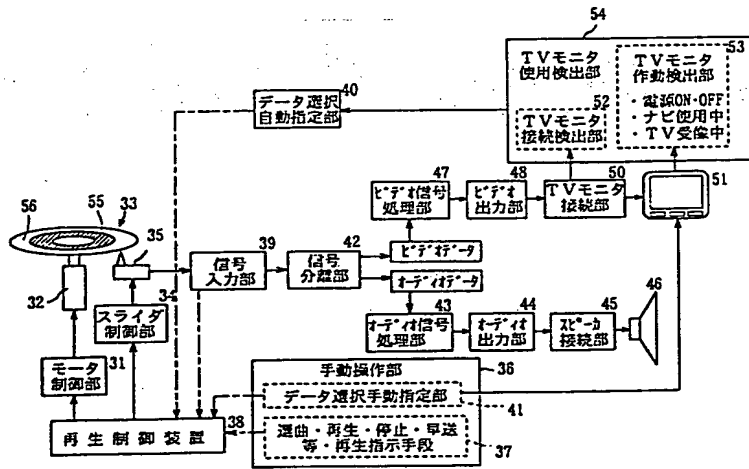 54
53
TVモニタ
使用検出部
TVモニタ
作動検出部
・電源ON・OFF
・ナビ使用中
・TV受像中
52
TVモニタ
接続検出部
40
データ選択
自動指定部
47
ビデオ信号
処理部
48
ビデオ
出力部
50
TVモニタ
接続部
51
56
55
33
35
39
信号
入力部
42
信号
分離部
ビデオデータ
オーディオデータ
32
34
スライダ
制御部
43
オーディオ信号
処理部
44
オーディオ
出力部
45
スピーカ
接続部
46
31
モータ
制御部
36
手動操作部
データ選択手動指定部
41
38
再生制御装置
選曲・再生・停止・早送
等・再生指示手段
37